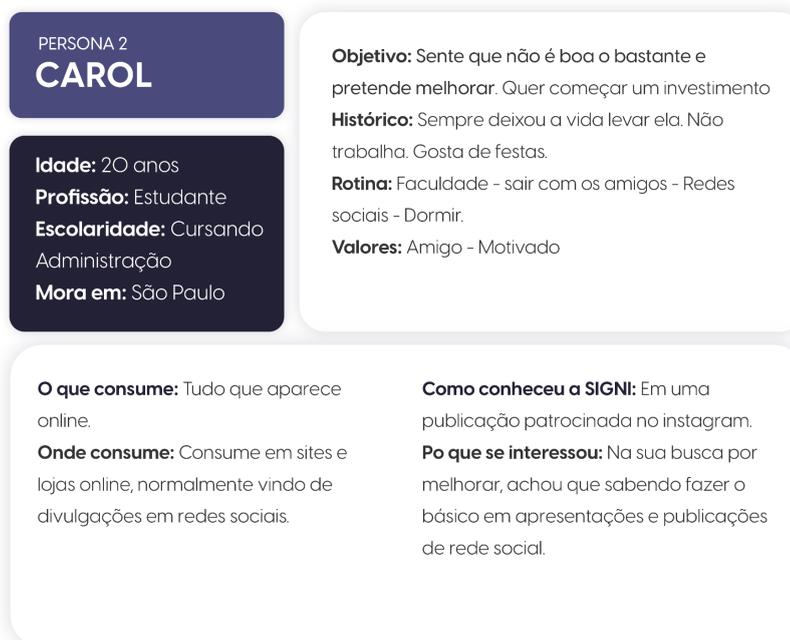 PERSONA 2
CAROL
Idade: 20 anos
Profissão: Estudante
Escolaridade: Cursando
Administração
Mora em: São Paulo
Objetivo: Sente que não é boa o bastante e
pretende melhorar. Quer começar um investimento
Histórico: Sempre deixou a vida levar ela. Não
trabalha. Gosta de festas.
Rotina: Faculdade - sair com os amigos - Redes
sociais - Dormir.
Valores: Amigo - Motivado
O que consume: Tudo que aparece
online.
Onde consume: Consume em sites e
lojas online, normalmente vindo de
divulgações em redes sociais.
Como conheceu a SIGNI: Em uma
publicação patrocinada no instagram.
Po que se interessou: Na sua busca por
melhorar, achou que sabendo fazer o
básico em apresentações e publicações
de rede social.